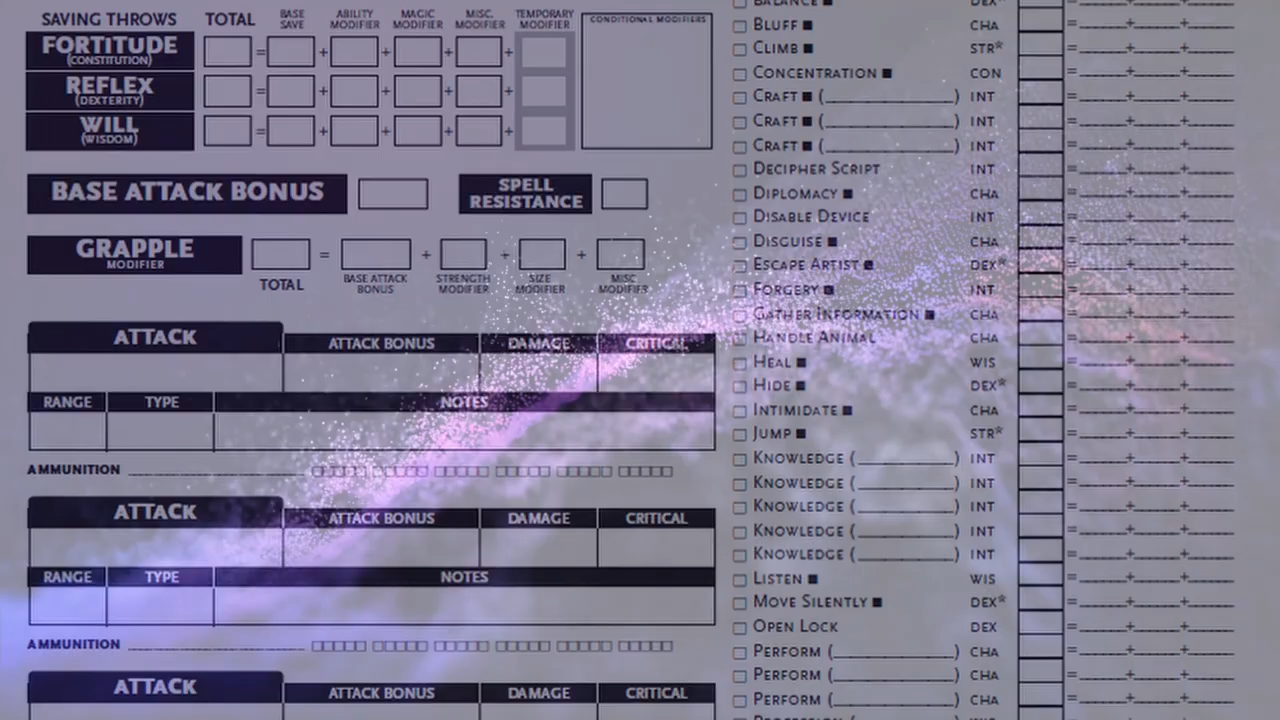 SAVING THROWS TOTAL BASE SAVE ABILITY MODIFIER MAGIC MODIFIER MISC. MODIFIER TEMPORARY MODIFIER CONDITIONAL MODIFIERS
FORTITUDE
(CONSTITUTION) = + + + +
REFLEX
(DEXTERITY) = + + + +
WILL
(WISDOM) = + + + +
BASE ATTACK BONUS SPELL RESISTANCE
GRAPPLE
MODIFIER = + + +
TOTAL BASE ATTACK BONUS STRENGTH MODIFIER SIZE MODIFIER MISC MODIFIER
ATTACK ATTACK BONUS DAMAGE CRITICAL
RANGE TYPE NOTES
AMMUNITION
ATTACK ATTACK BONUS DAMAGE CRITICAL
RANGE TYPE NOTES
AMMUNITION
ATTACK ATTACK BONUS DAMAGE CRITICAL
BALANCE ■ DEX*
BLUFF ■ CHA = + +
CLIMB ■ STR* = + +
CONCENTRATION ■ CON = + +
CRAFT ■ ( ) INT = + +
CRAFT ■ ( ) INT = + +
CRAFT ■ ( ) INT = + +
DECIPHER SCRIPT INT = + +
DIPLOMACY ■ CHA = + +
DISABLE DEVICE INT = + +
DISGUISE ■ CHA = + +
ESCAPE ARTIST ■ DEX* = + +
FORGERY ■ INT = + +
GATHER INFORMATION ■ CHA = + +
HANDLE ANIMAL CHA = + +
HEAL ■ WIS = + +
HIDE ■ DEX* = + +
INTIMIDATE ■ CHA = + +
JUMP ■ STR* = + +
KNOWLEDGE ( ) INT = + +
KNOWLEDGE ( ) INT = + +
KNOWLEDGE ( ) INT = + +
KNOWLEDGE ( ) INT = + +
KNOWLEDGE ( ) INT = + +
LISTEN ■ WIS = + +
MOVE SILENTLY ■ DEX* = + +
OPEN LOCK DEX = + +
PERFORM ( ) CHA = + +
PERFORM ( ) CHA = + +
PERFORM ( ) CHA = + +